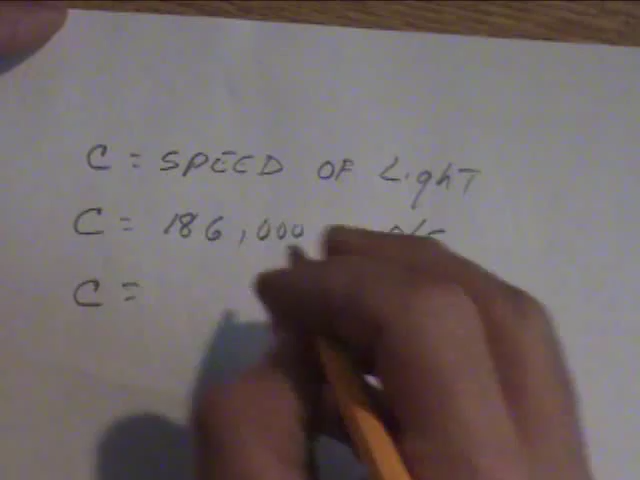 C = SPEED OF LighT
C = 186,000
C =